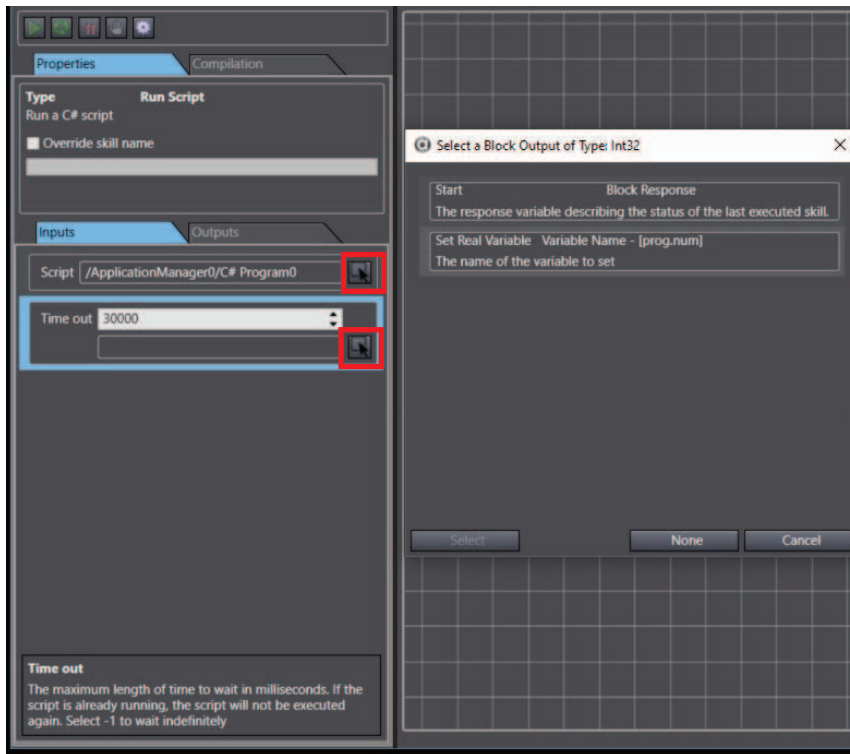 Properties
Compilation
Type Run Script
Run a C# script
Override skill name
Inputs
Outputs
Script /ApplicationManager0/C# Program0
Time out 30000
Time out
The maximum length of time to wait in milliseconds. If the
script is already running, the script will not be executed
again. Select -1 to wait indefinitely
Select a Block Output of Type: Int32
Start Block Response
The response variable describing the status of the last executed skill.
Set Real Variable Variable Name - [prog.num]
The name of the variable to set
Select
None
Cancel